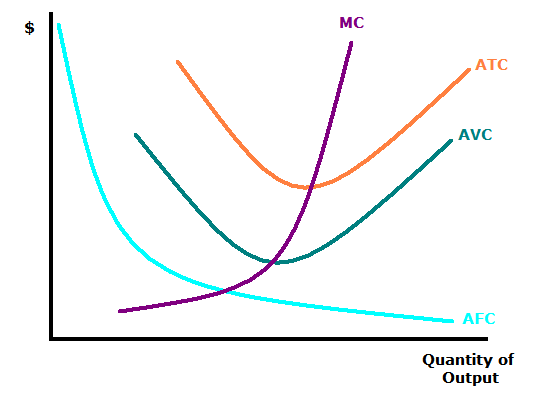 MC
$
ATC
AVC
AFC
Quantity of
Output